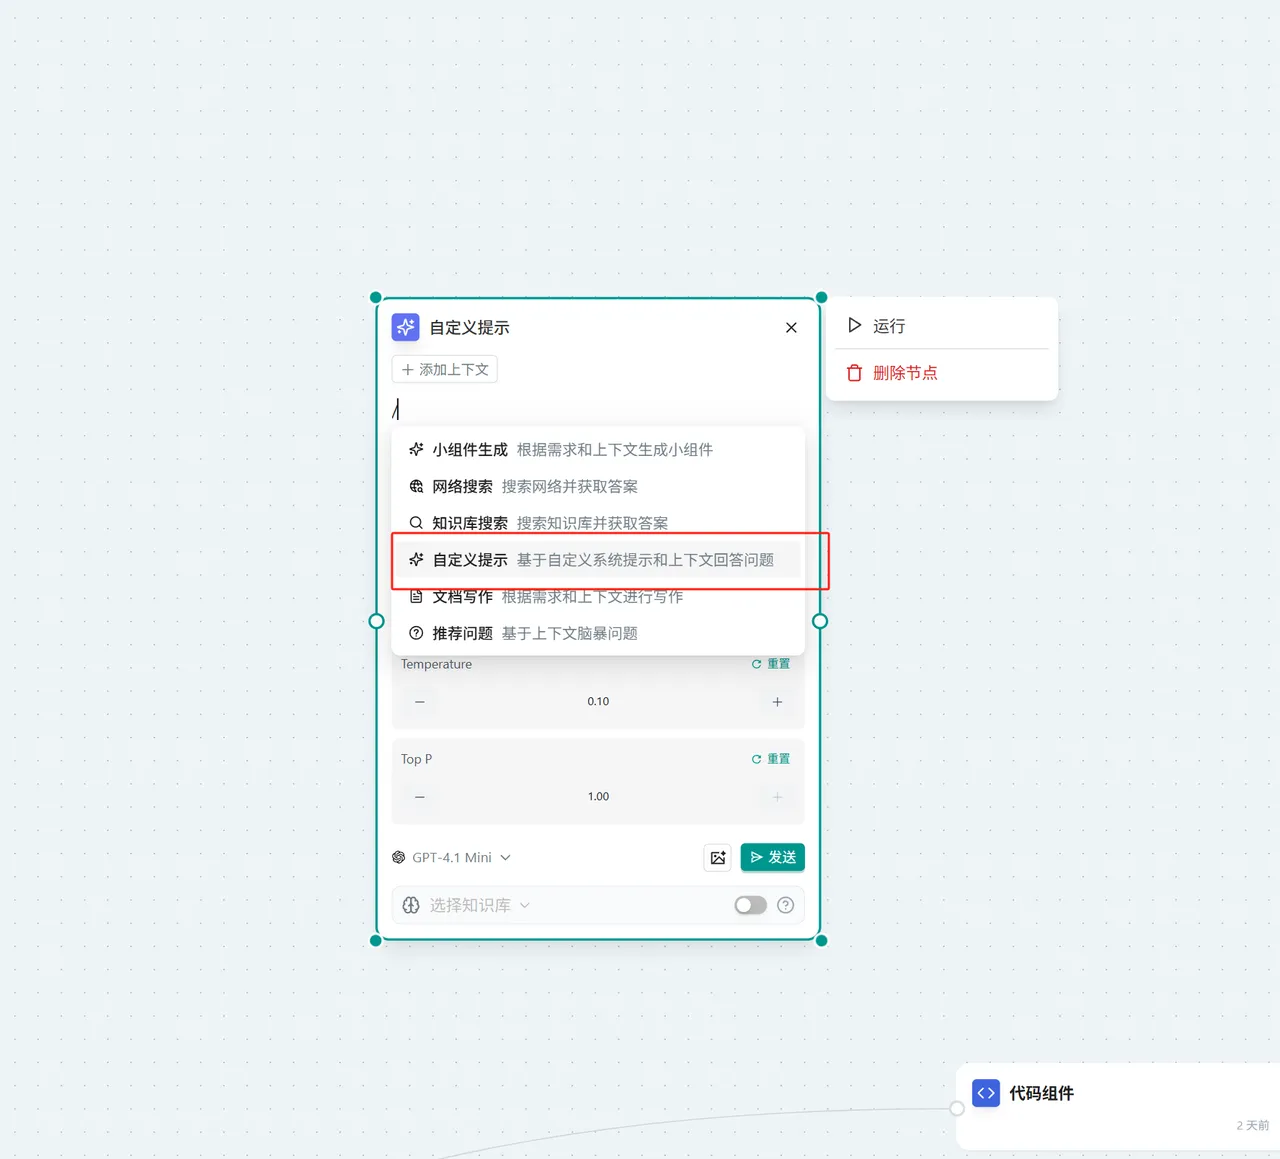 自定义提示
运行
添加上下文
删除节点
/
小组件生成 根据需求和上下文生成小组件
网络搜索 搜索网络并获取答案
知识库搜索 搜索知识库并获取答案
自定义提示 基于自定义系统提示和上下文回答问题
文档写作 根据需求和上下文进行写作
推荐问题 基于上下文脑暴问题
Temperature 重置
0.10
Top P 重置
1.00
GPT-4.1 Mini 发送
选择知识库
代码组件
2 天前